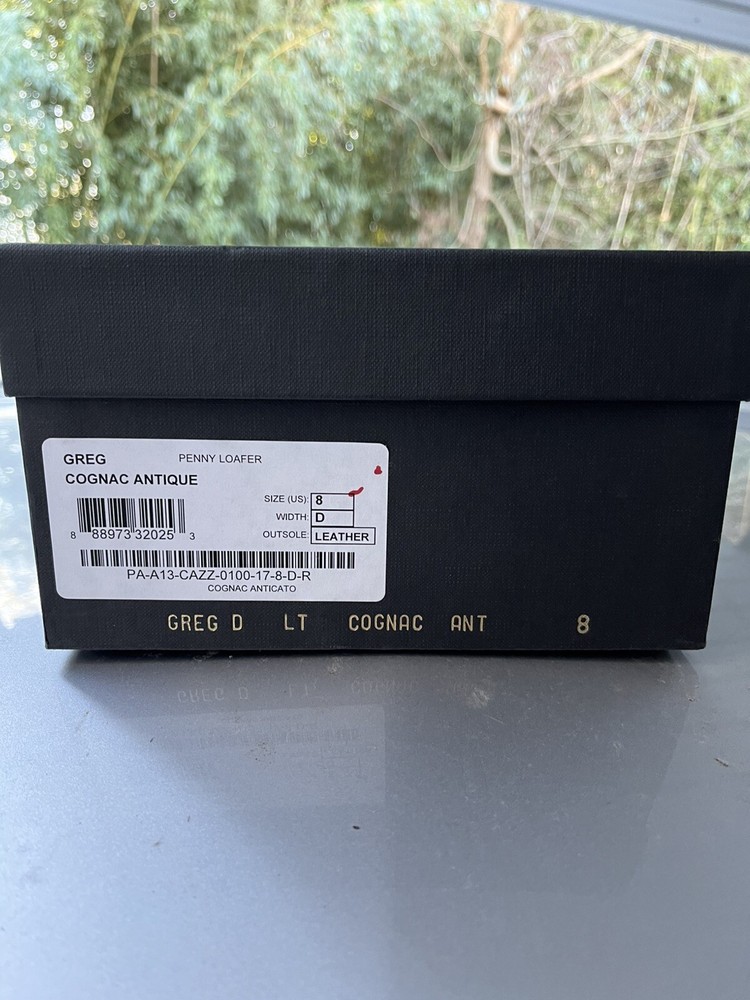 GREG PENNY LOAFER
COGNAC ANTIQUE
SIZE (US): 8
WIDTH: D
OUTSOLE: LEATHER
8 88973 32025 3
PA-A13-CAZZ-0100-17-8-D-R
COGNAC ANTICATO
GREG D LT COGNAC ANT 8